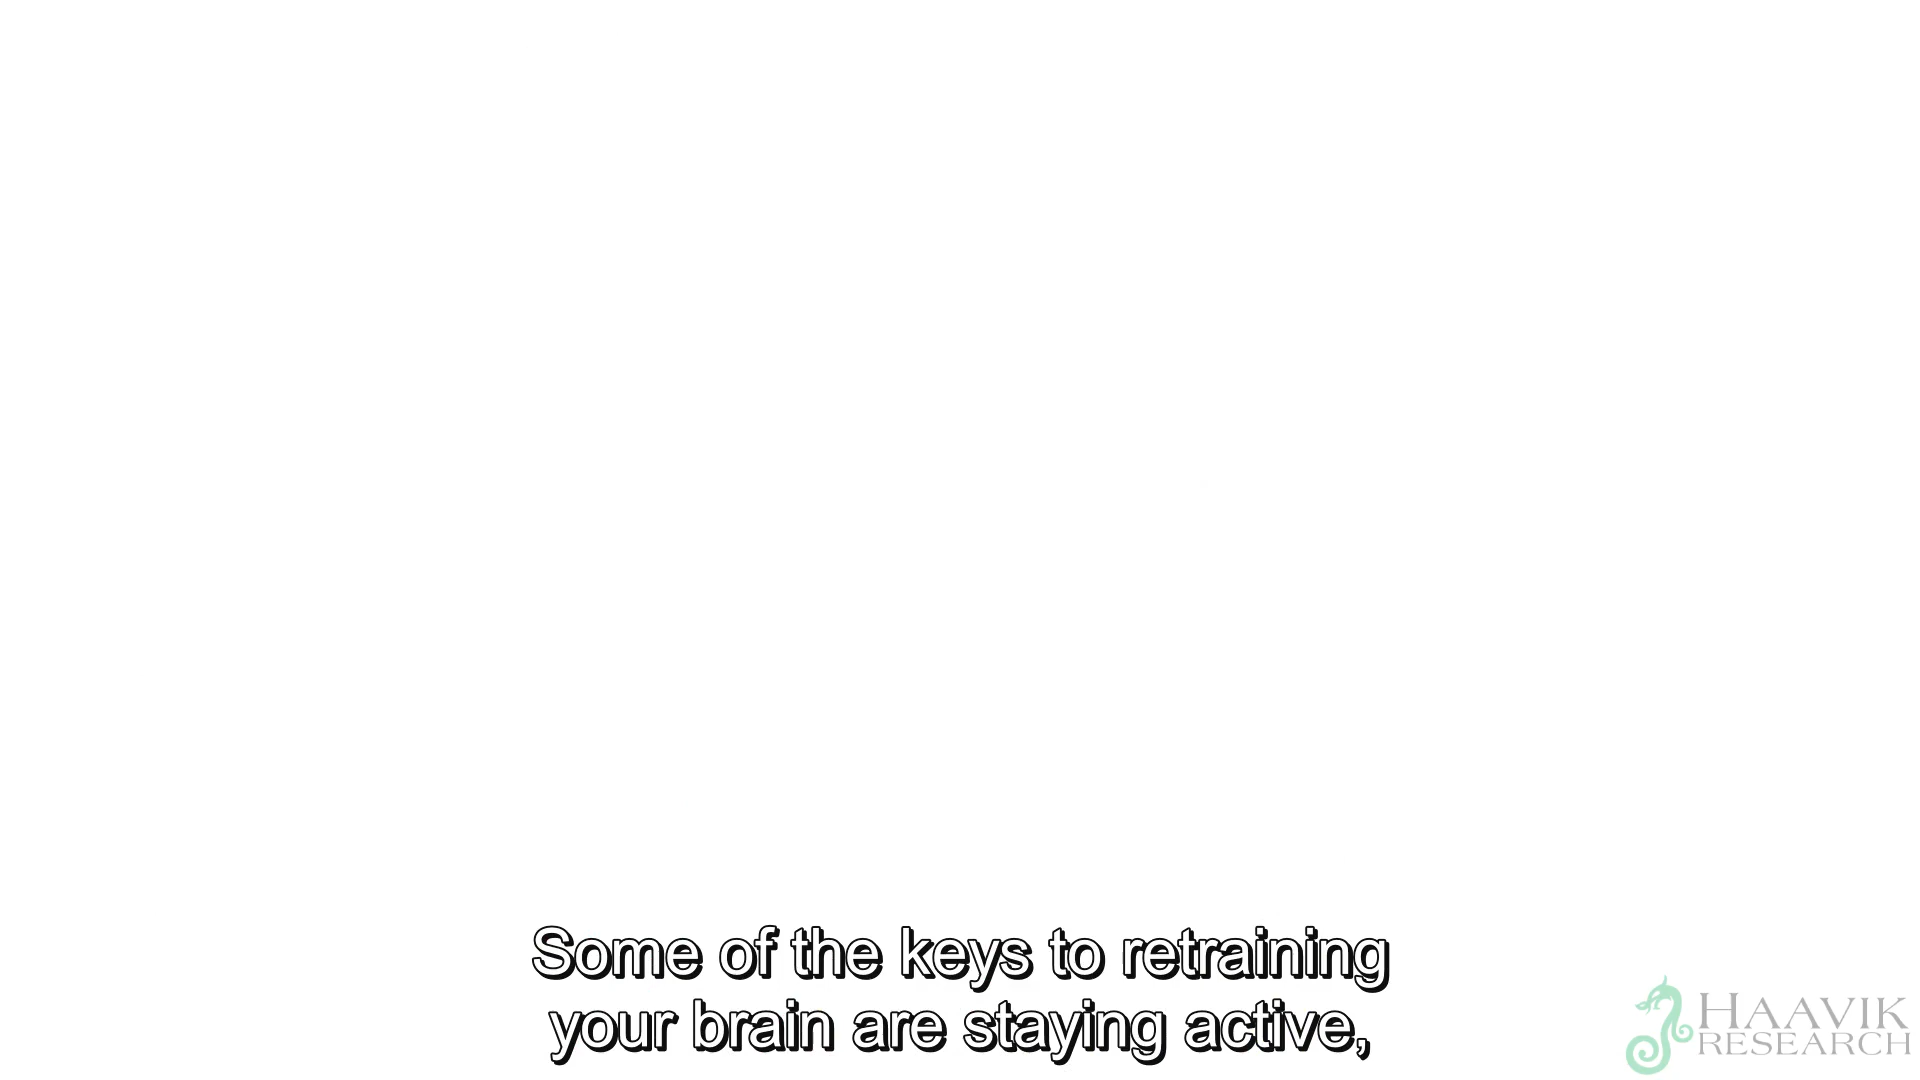 Some of the keys to retraining
your brain are staying active,
HAAVIK
RESEARCH